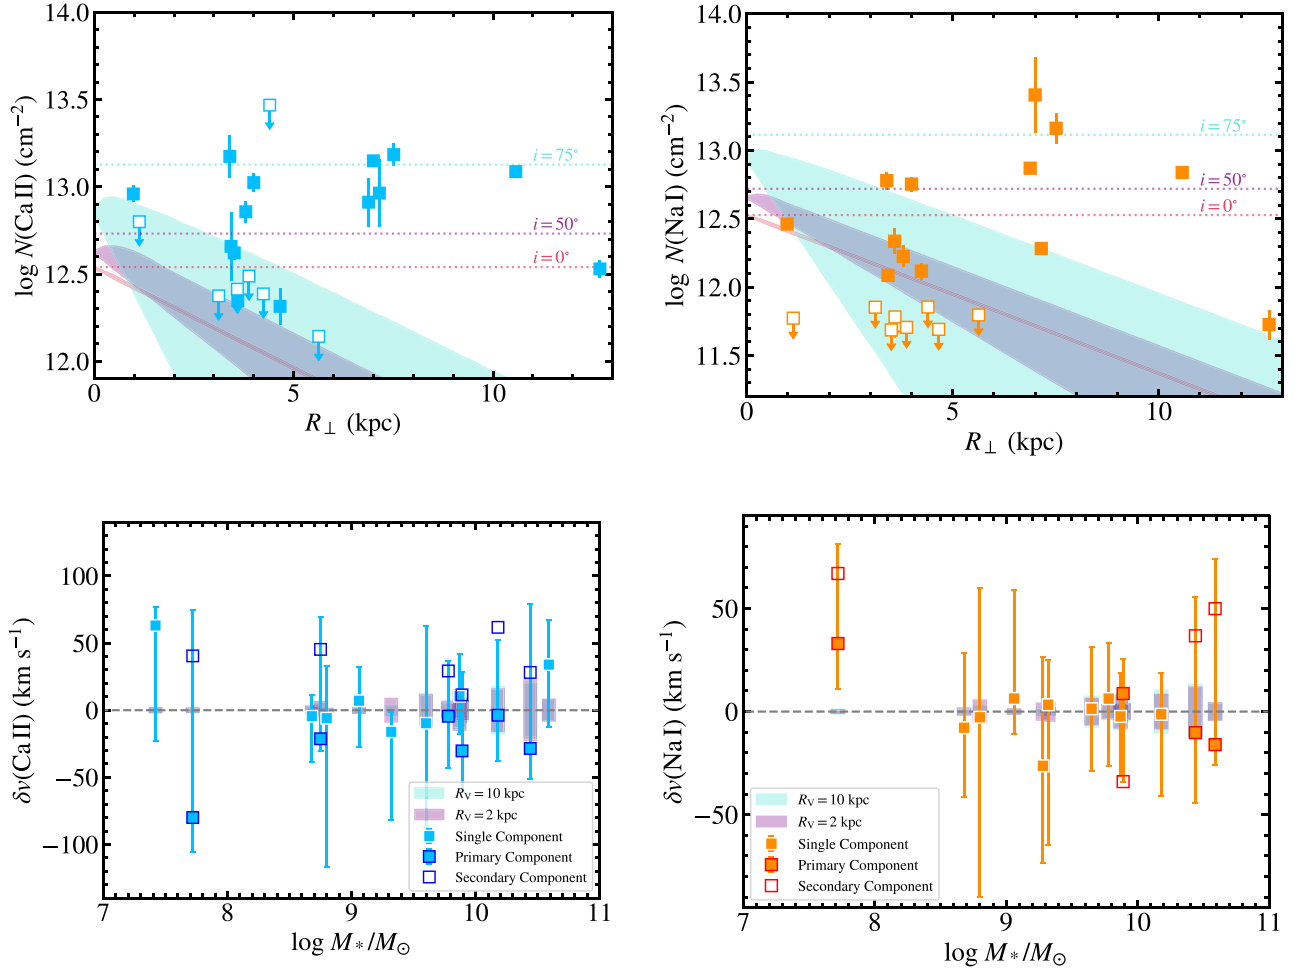 14.0
13.5
13.0
12.5
12.0
log N(Ca II) (cm−2)
i = 75°
i = 50°
i = 0°
0
5
10
R⊥ (kpc)
14.0
13.5
13.0
12.5
12.0
11.5
log N(Na I) (cm−2)
i = 75°
i = 50°
i = 0°
0
5
10
R⊥ (kpc)
100
50
0
−50
−100
δv(Ca II) (km s−1)
RV = 10 kpc
RV = 2 kpc
Single Component
Primary Component
Secondary Component
7
8
9
10
11
log M*/M⊙
50
0
−50
δv(Na I) (km s−1)
RV = 10 kpc
RV = 2 kpc
Single Component
Primary Component
Secondary Component
7
8
9
10
11
log M*/M⊙